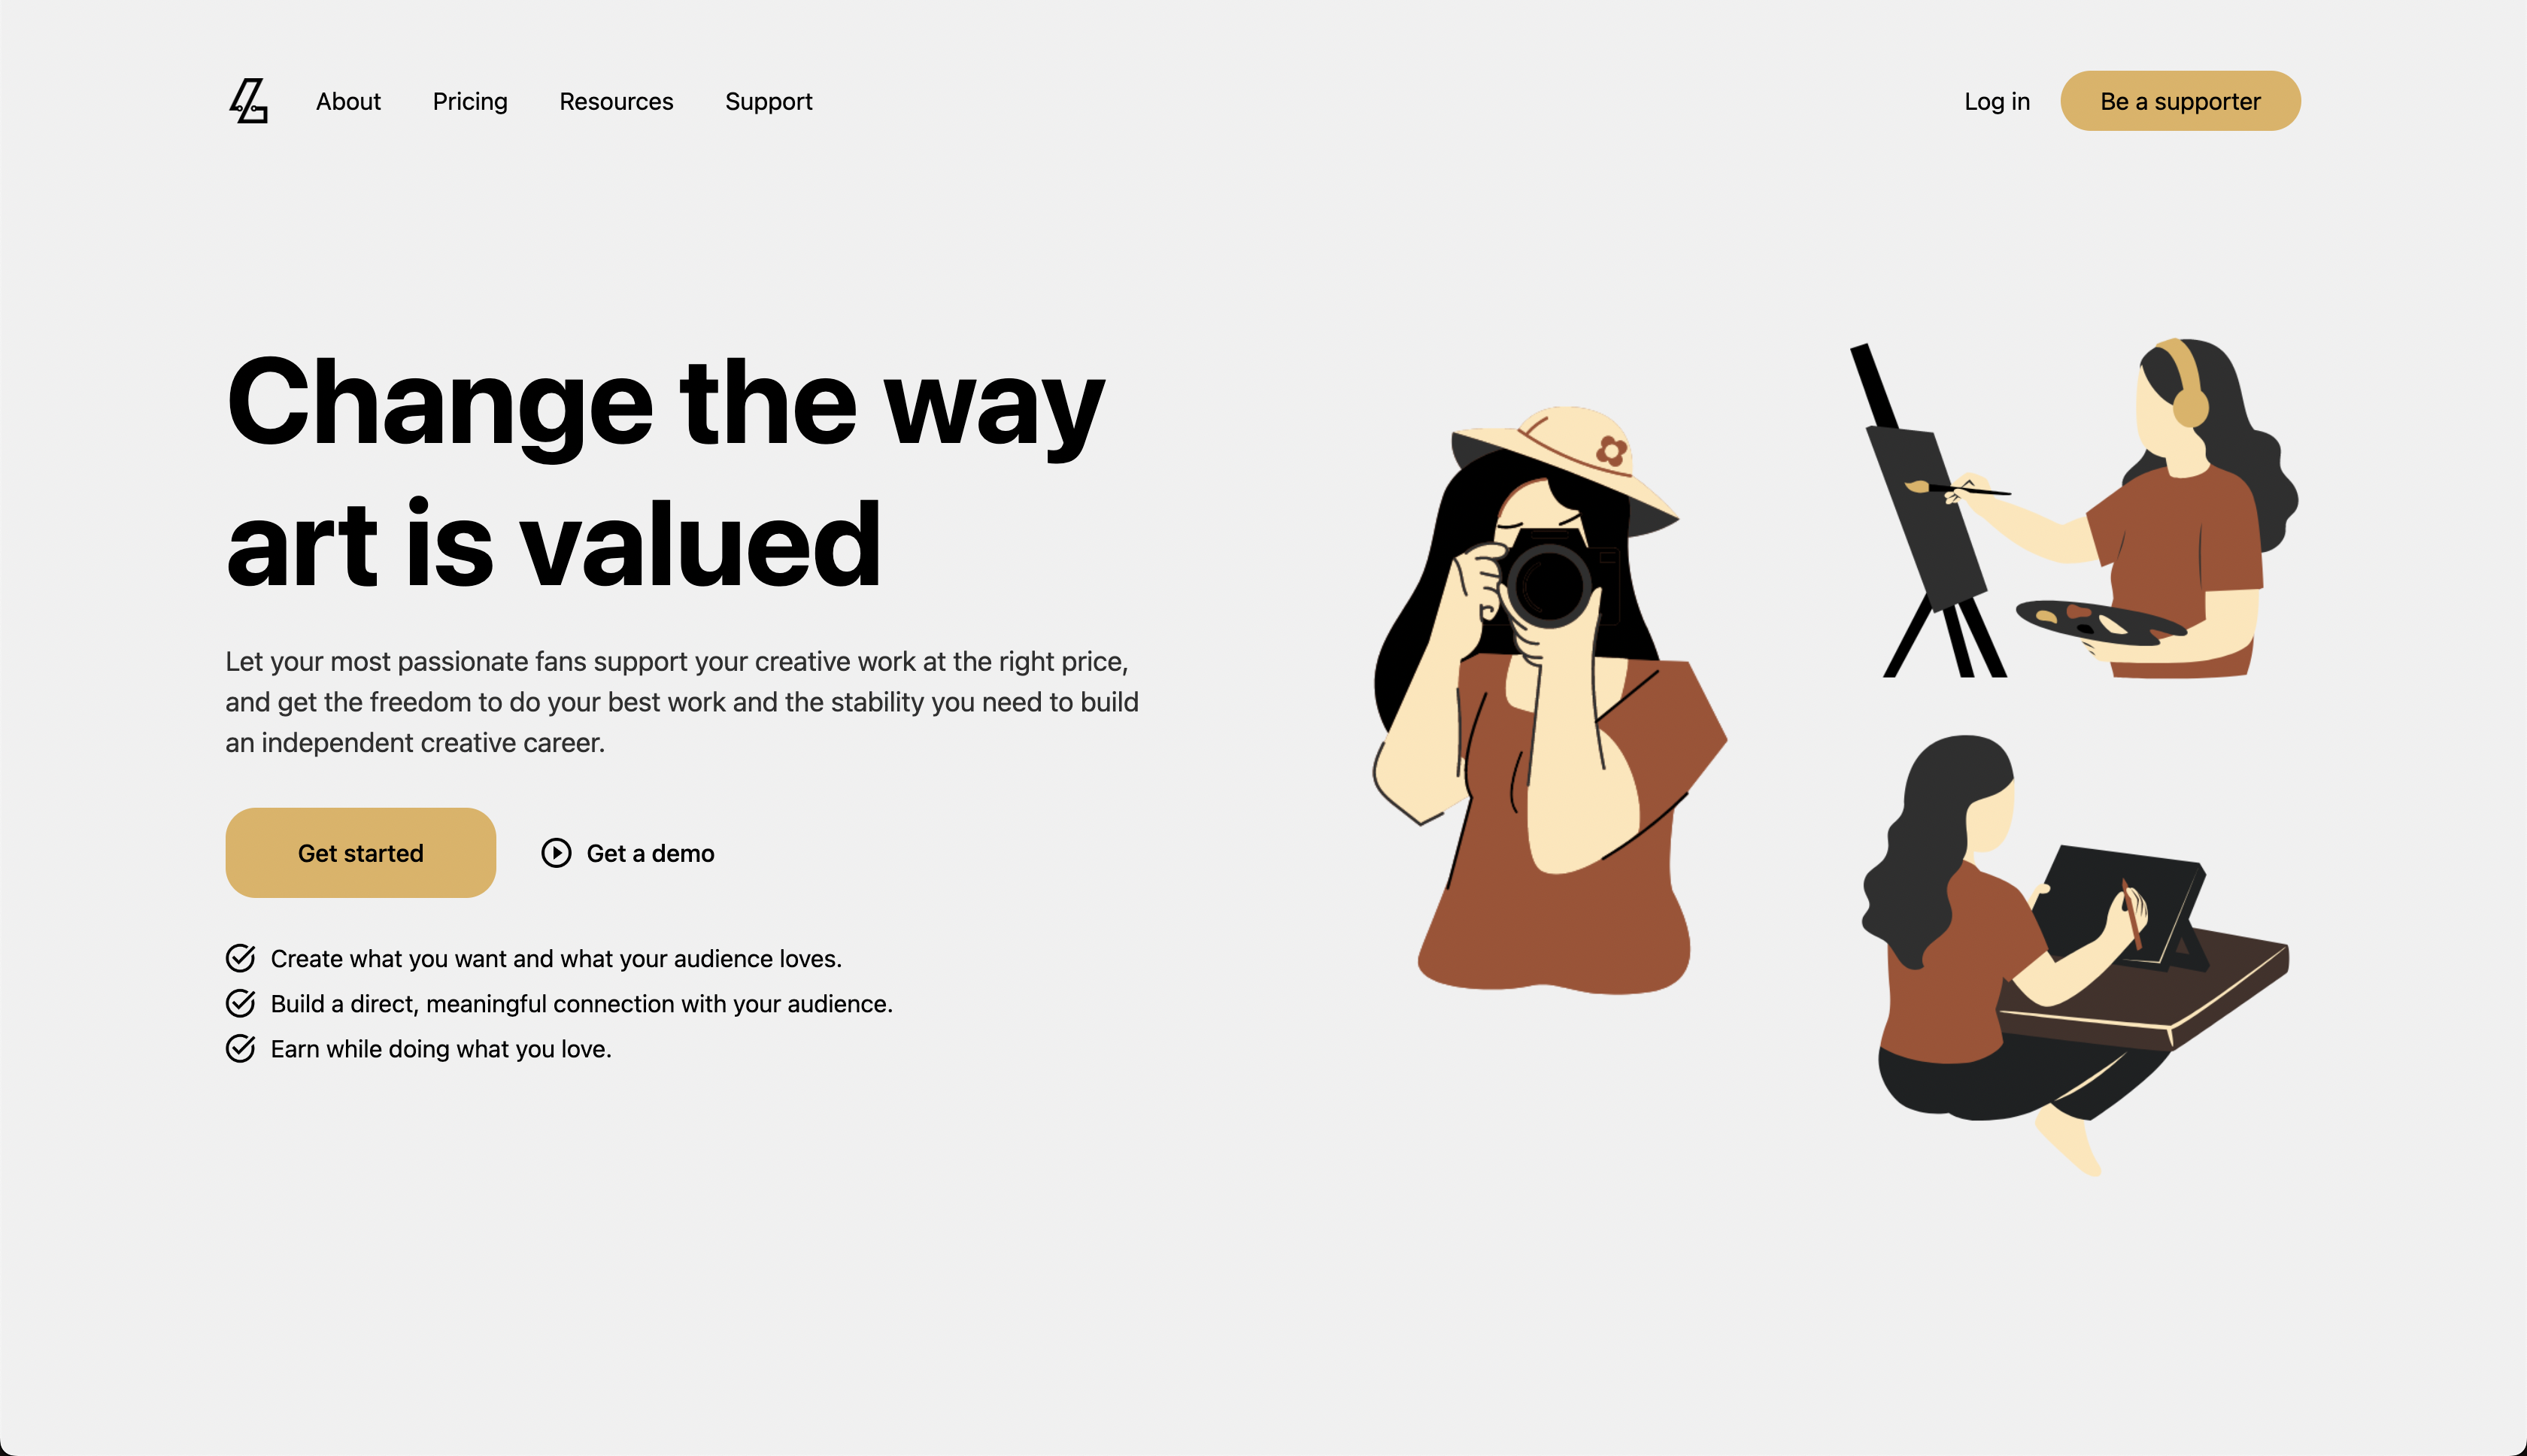 About
Pricing
Resources
Support
Log in
Be a supporter
Change the way
art is valued
Let your most passionate fans support your creative work at the right price,
and get the freedom to do your best work and the stability you need to build
an independent creative career.
Get started
Get a demo
Create what you want and what your audience loves.
Build a direct, meaningful connection with your audience.
Earn while doing what you love.